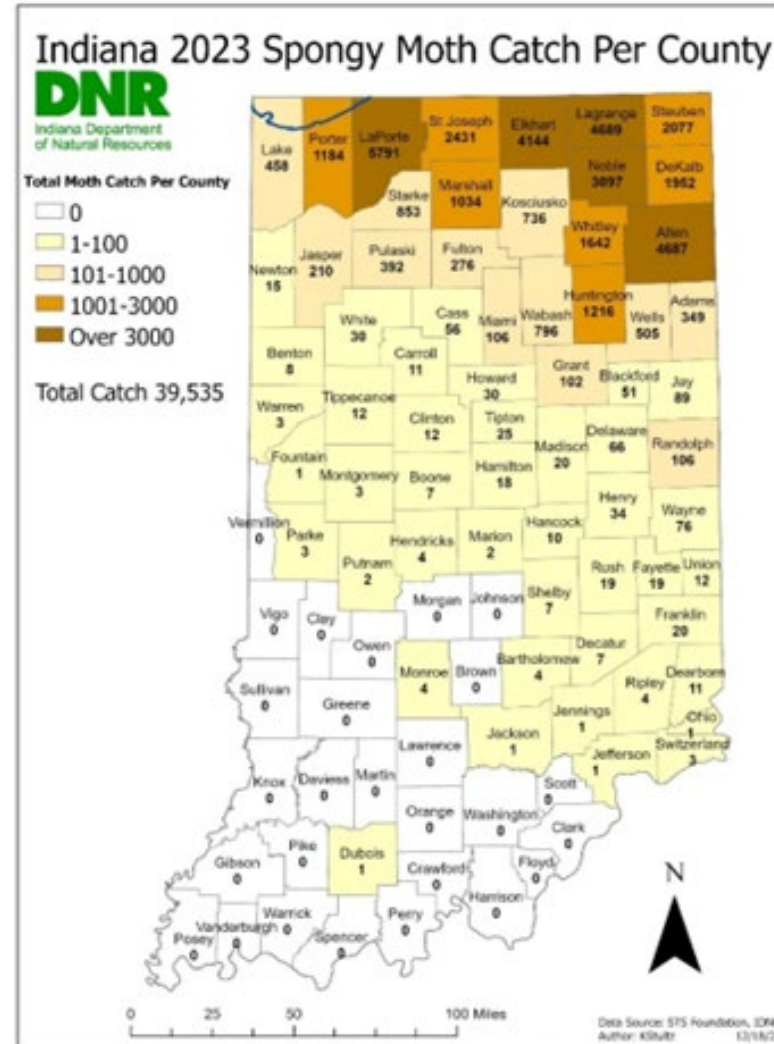 Indiana 2023 Spongy Moth Catch Per County
DNR
Indiana Department
of Natural Resources
Total Moth Catch Per County
0
1-100
101-1000
1001-3000
Over 3000
Total Catch 39,535
Lake
458
Porter
1184
LaPorte
5791
St Joseph
2431
Elkhart
4144
Lagrange
4689
Steuben
2077
Starke
853
Marshall
1034
Kosciusko
736
Noble
3097
DeKalb
1952
Whitley
1642
Allen
4687
Newton
15
Jasper
210
Pulaski
392
Fulton
276
Huntington
1216
White
30
Cass
56
Miami
106
Wabash
796
Wells
505
Adams
349
Benton
8
Carroll
11
Howard
30
Grant
102
Blackford
51
Jay
89
Warren
3
Tippecanoe
12
Clinton
12
Tipton
25
Madison
20
Delaware
66
Randolph
106
Fountain
1
Montgomery
3
Boone
7
Hamilton
18
Henry
34
Wayne
76
Vermillion
0
Parke
3
Putnam
2
Hendricks
4
Marion
2
Hancock
10
Rush
19
Fayette
19
Union
12
Vigo
0
Clay
0
Owen
0
Morgan
0
Johnson
0
Shelby
7
Franklin
20
Decatur
7
Sullivan
0
Greene
0
Monroe
4
Brown
0
Bartholomew
4
Ripley
4
Dearborn
11
Jennings
1
Ohio
1
Jackson
1
Jefferson
1
Switzerland
3
Lawrence
0
Knox
0
Daviess
0
Martin
0
Orange
0
Washington
0
Scott
0
Clark
0
Gibson
0
Pike
0
Dubois
1
Crawford
0
Floyd
0
Harrison
0
Posey
0
Vanderburgh
0
Warrick
0
Spencer
0
Perry
0
N
0 25 50 100 Miles
Data Source: STS Foundation,
Author: